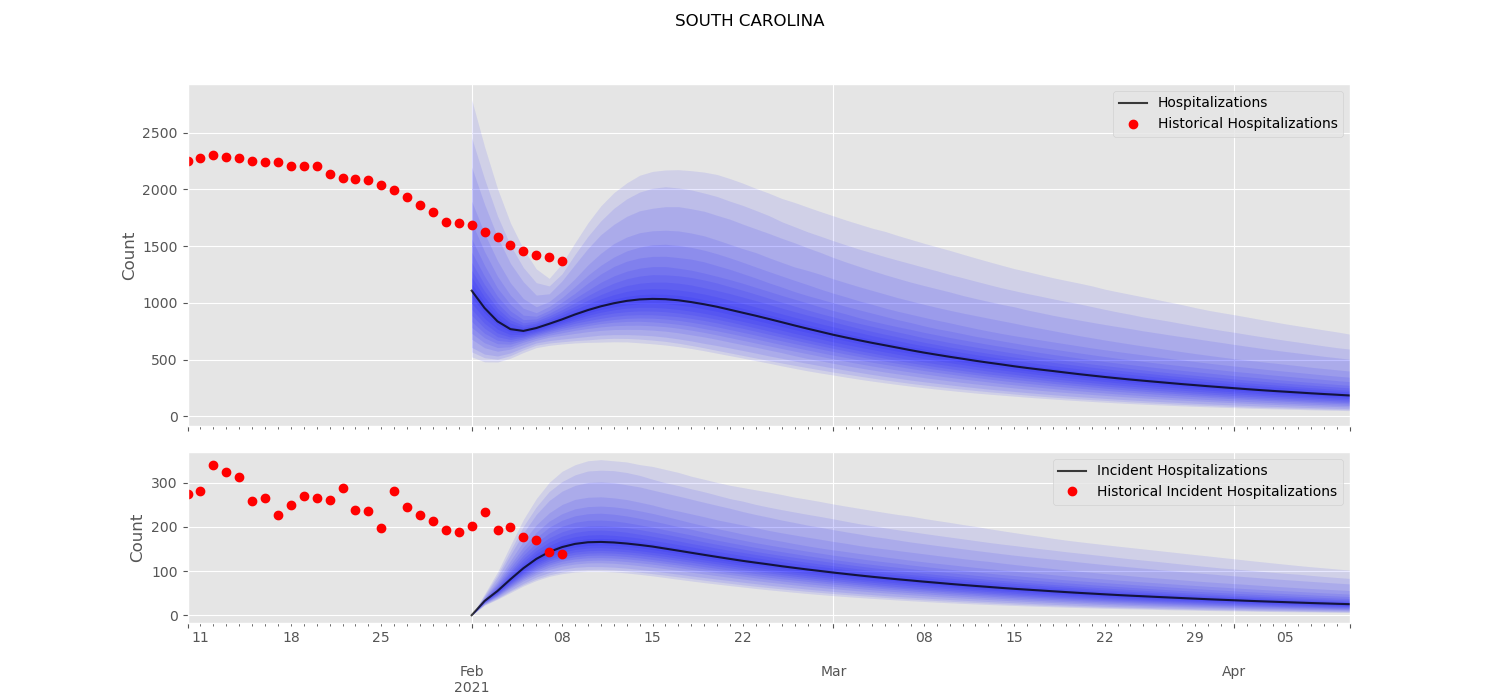 SOUTH CAROLINA
Hospitalizations
Historical Hospitalizations
2500
2000
1500
1000
500
0
Count
Incident Hospitalizations
Historical Incident Hospitalizations
300
200
100
0
Count
11 18 25 08 15 22 08 15 22 29 05
Feb Mar Apr
2021